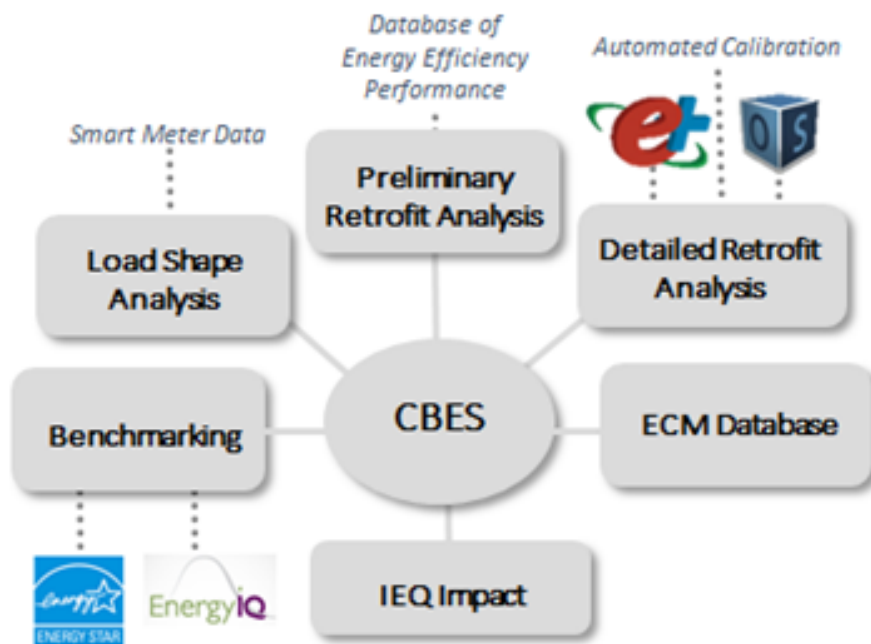 Database of
Energy Efficiency
Performance
Automated Calibration
Smart Meter Data
e+
O S
Preliminary
Retrofit Analysis
Load Shape
Analysis
Detailed Retrofit
Analysis
CBES
Benchmarking
ECM Database
IEQ Impact
energy
ENERGY STAR
EnergyIQ